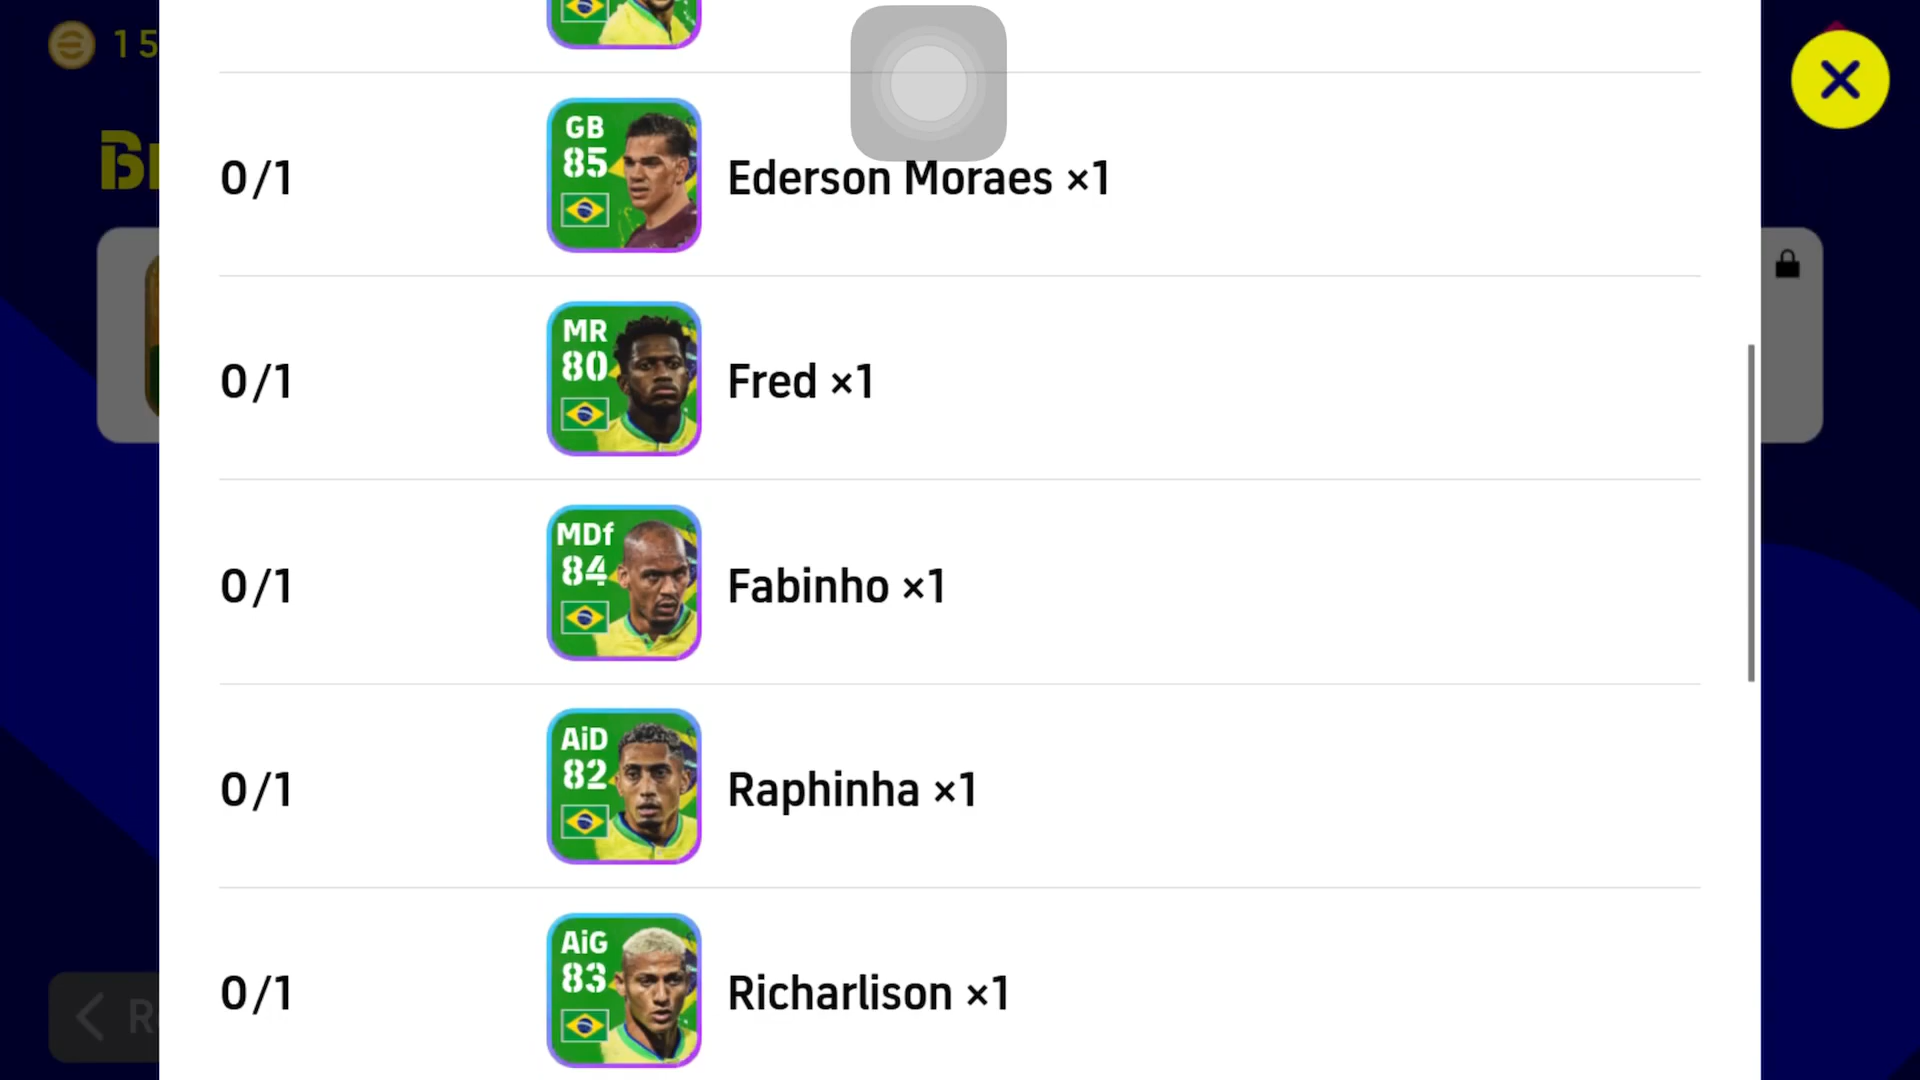 15
0/1
GB
85
Ederson Moraes ×1
0/1
MR
80
Fred ×1
0/1
MDf
84
Fabinho ×1
0/1
AiD
82
Raphinha ×1
0/1
AiG
83
Richarlison ×1